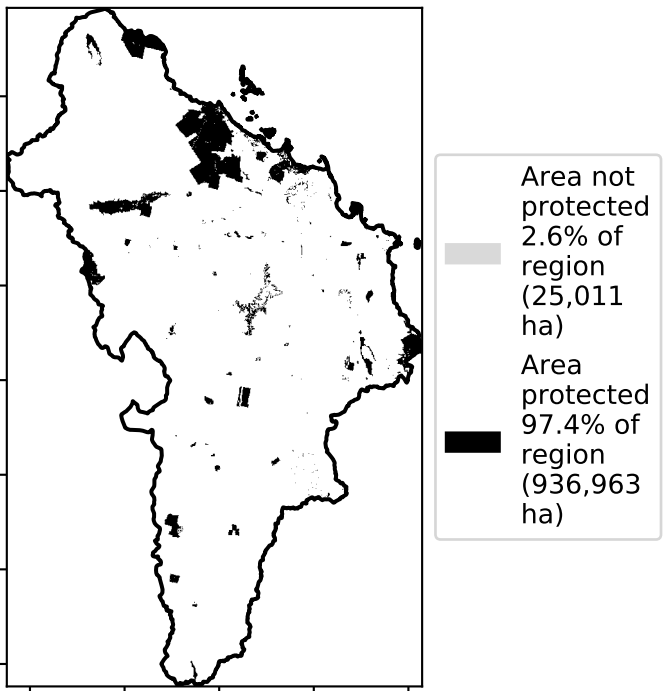 Area not
protected
2.6% of
region
(25,011
ha)
Area
protected
97.4% of
region
(936,963
ha)